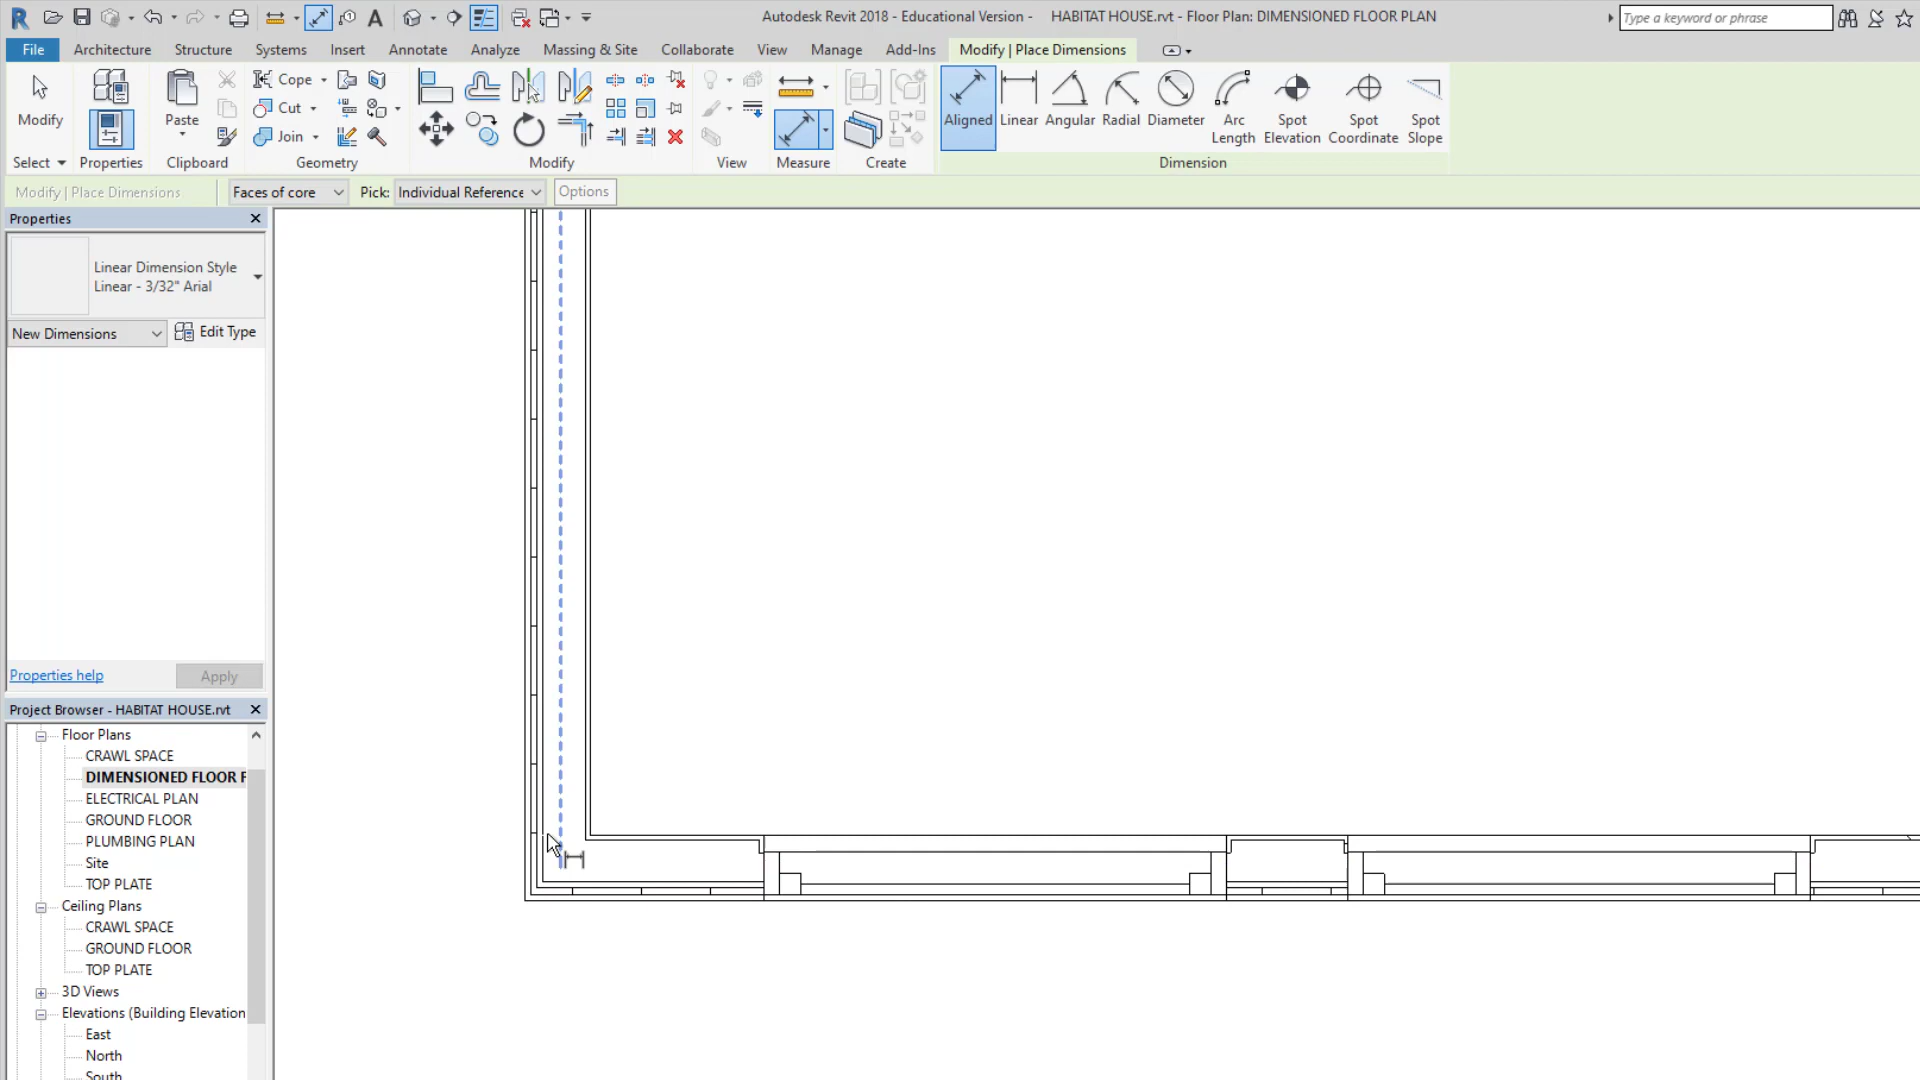 Autodesk Revit 2018 - Educational Version - HABITAT HOUSE.rvt - Floor Plan: DIMENSIONED FLOOR PLAN
Type a keyword or phrase
File Architecture Structure Systems Insert Annotate Analyze Massing & Site Collaborate View Manage Add-Ins Modify | Place Dimensions
Modify
Paste
Cope
Cut
Join
Aligned Linear Angular Radial Diameter Arc Length Spot Elevation Spot Coordinate Spot Slope
Select Properties Clipboard Geometry Modify View Measure Create Dimension
Modify | Place Dimensions Faces of core Pick: Individual Reference Options
Properties
Linear Dimension Style
Linear - 3/32" Arial
New Dimensions Edit Type
Properties help Apply
Project Browser - HABITAT HOUSE.rvt
Floor Plans
CRAWL SPACE
DIMENSIONED FLOOR P
ELECTRICAL PLAN
GROUND FLOOR
PLUMBING PLAN
Site
TOP PLATE
Ceiling Plans
CRAWL SPACE
GROUND FLOOR
TOP PLATE
3D Views
Elevations (Building Elevation
East
North
South